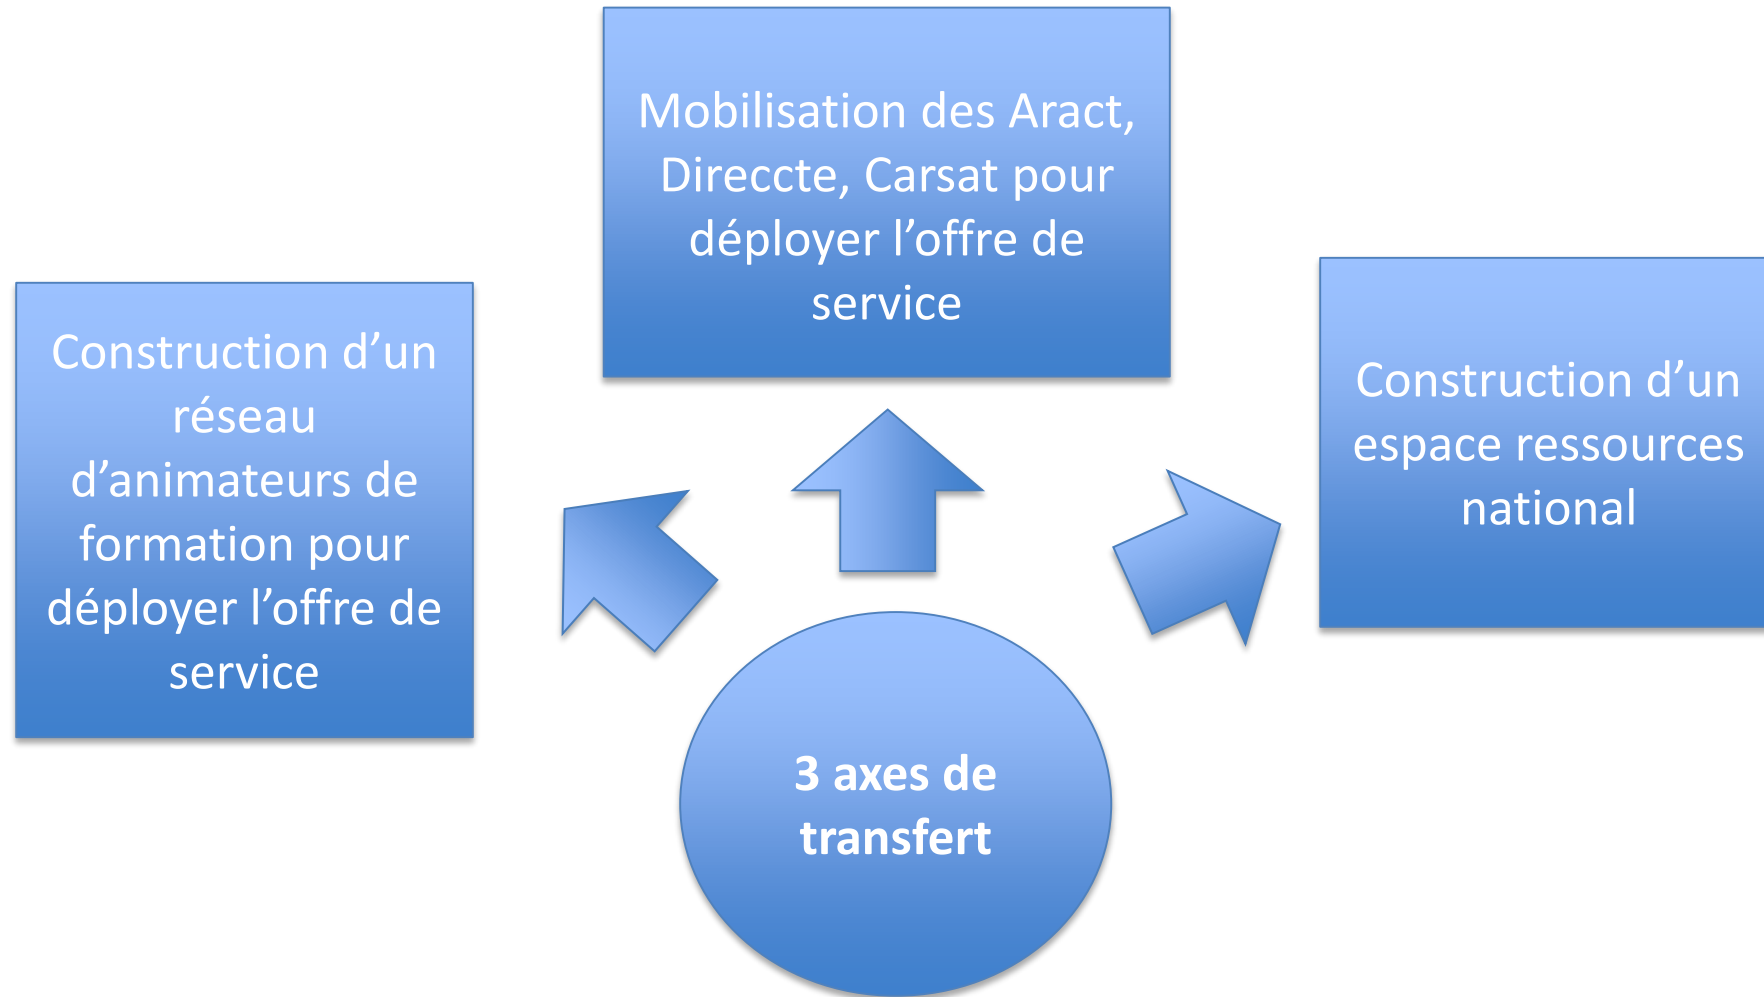 Mobilisation des Aract,
Direccte, Carsat pour
déployer l’offre de
service
Construction d’un
réseau
d’animateurs de
formation pour
déployer l’offre de
service
Construction d’un
espace ressources
national
3 axes de
transfert